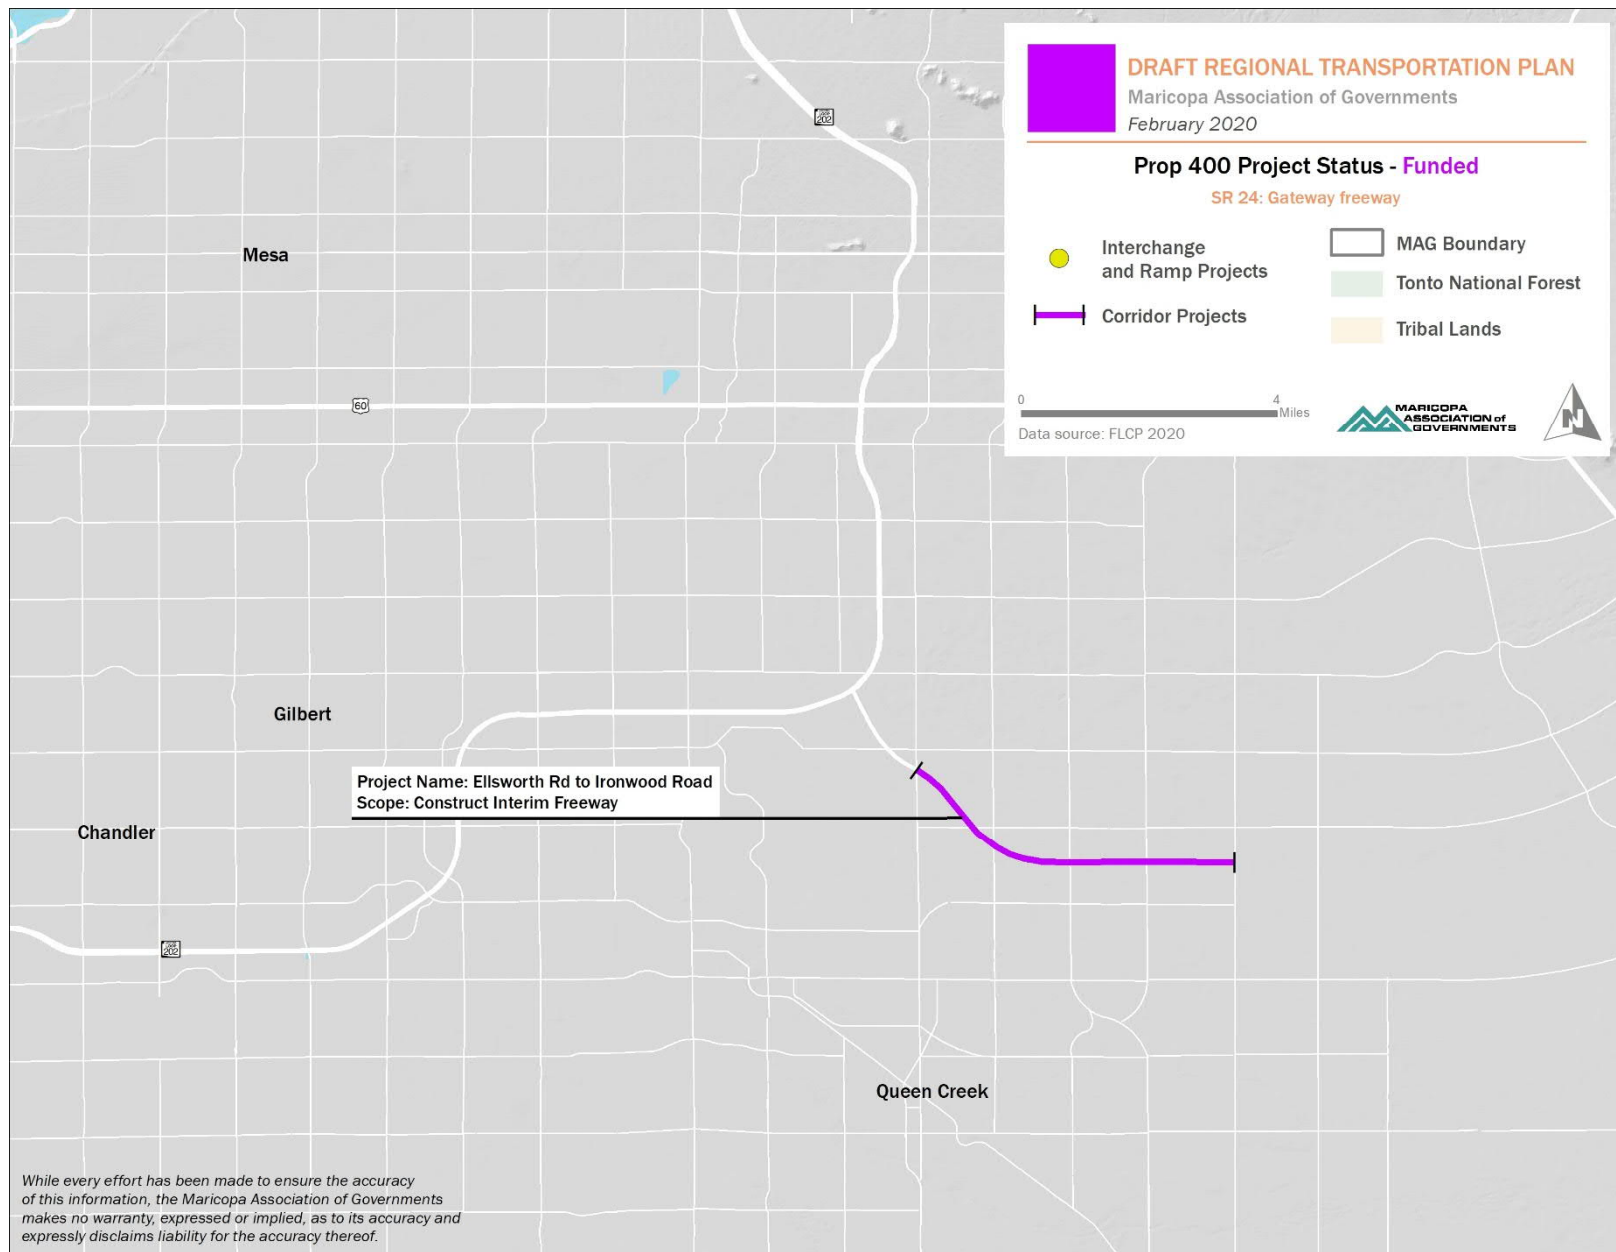 DRAFT REGIONAL TRANSPORTATION PLAN
Maricopa Association of Governments
February 2020
Prop 400 Project Status - Funded
SR 24: Gateway freeway
Interchange
and Ramp Projects
Corridor Projects
MAG Boundary
Tonto National Forest
Tribal Lands
0 4
Miles
Data source: FLCP 2020
MARICOPA
ASSOCIATION of
GOVERNMENTS
N
LOOP
202
Mesa
60
Gilbert
Project Name: Ellsworth Rd to Ironwood Road
Scope: Construct Interim Freeway
Chandler
LOOP
202
Queen Creek
While every effort has been made to ensure the accuracy
of this information, the Maricopa Association of Governments
makes no warranty, expressed or implied, as to its accuracy and
expressly disclaims liability for the accuracy thereof.